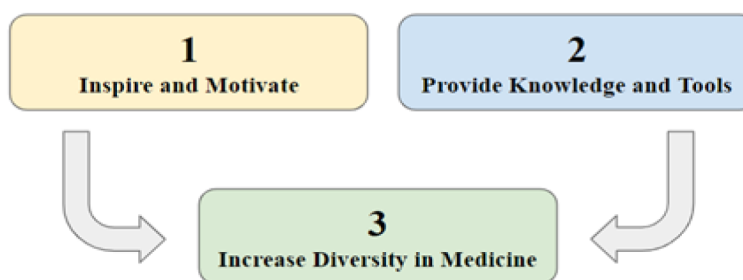 1
Inspire and Motivate
2
Provide Knowledge and Tools
3
Increase Diversity in Medicine